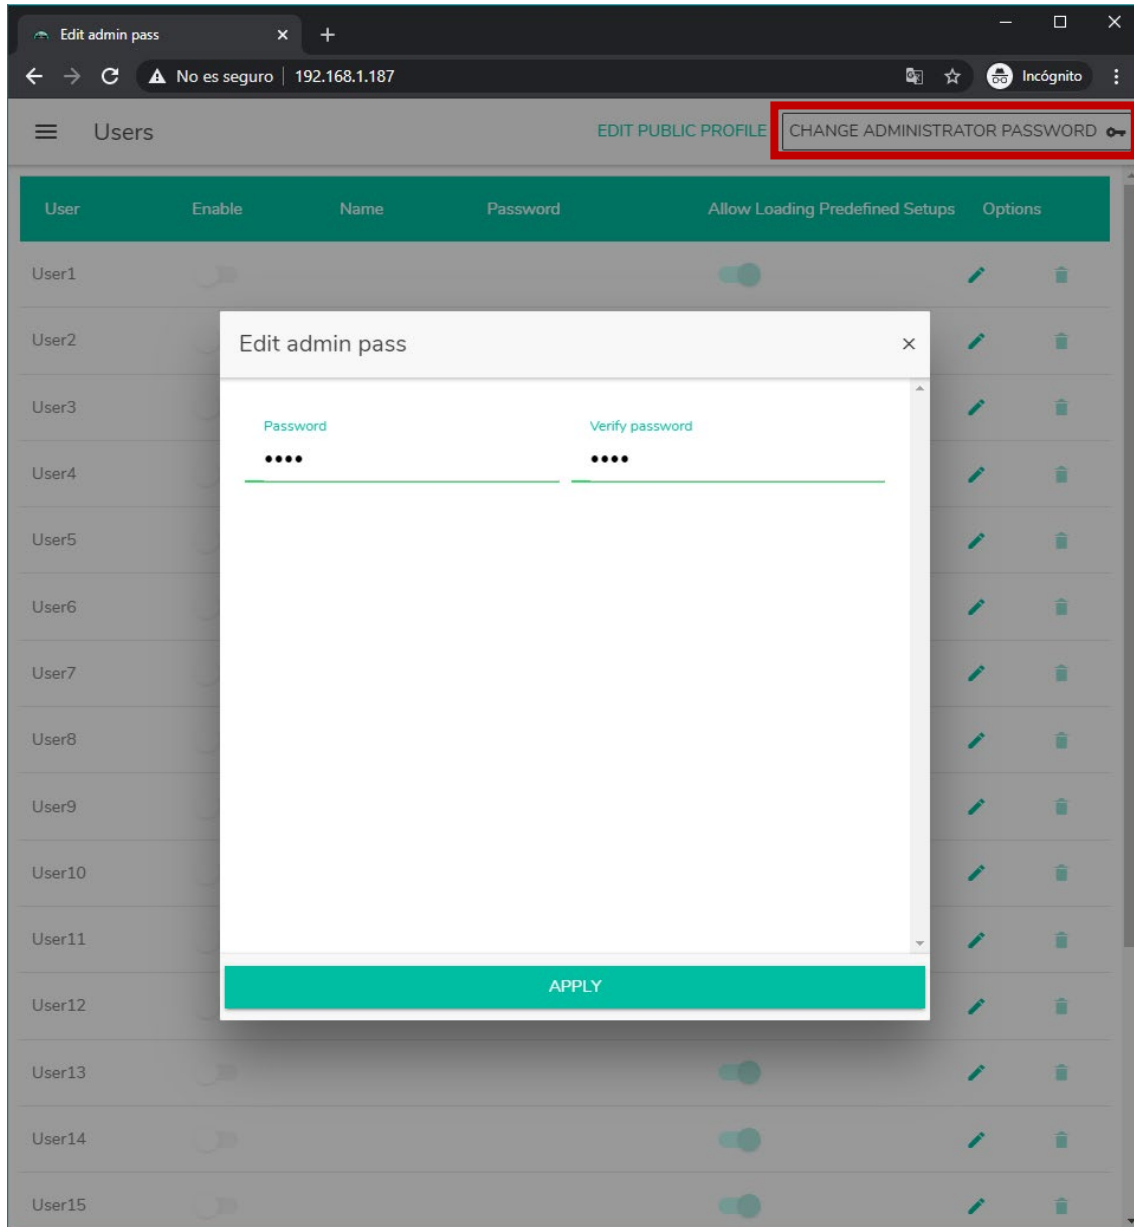 Edit admin pass
No es seguro | 192.168.1.187 Incógnito
Users EDIT PUBLIC PROFILE CHANGE ADMINISTRATOR PASSWORD
User Enable Name Password Allow Loading Predefined Setups Options
User1
User2
Edit admin pass
User3
Password Verify password
••••  ••••
User4
User5
User6
User7
User8
User9
User10
User11
APPLY
User12
User13
User14
User15